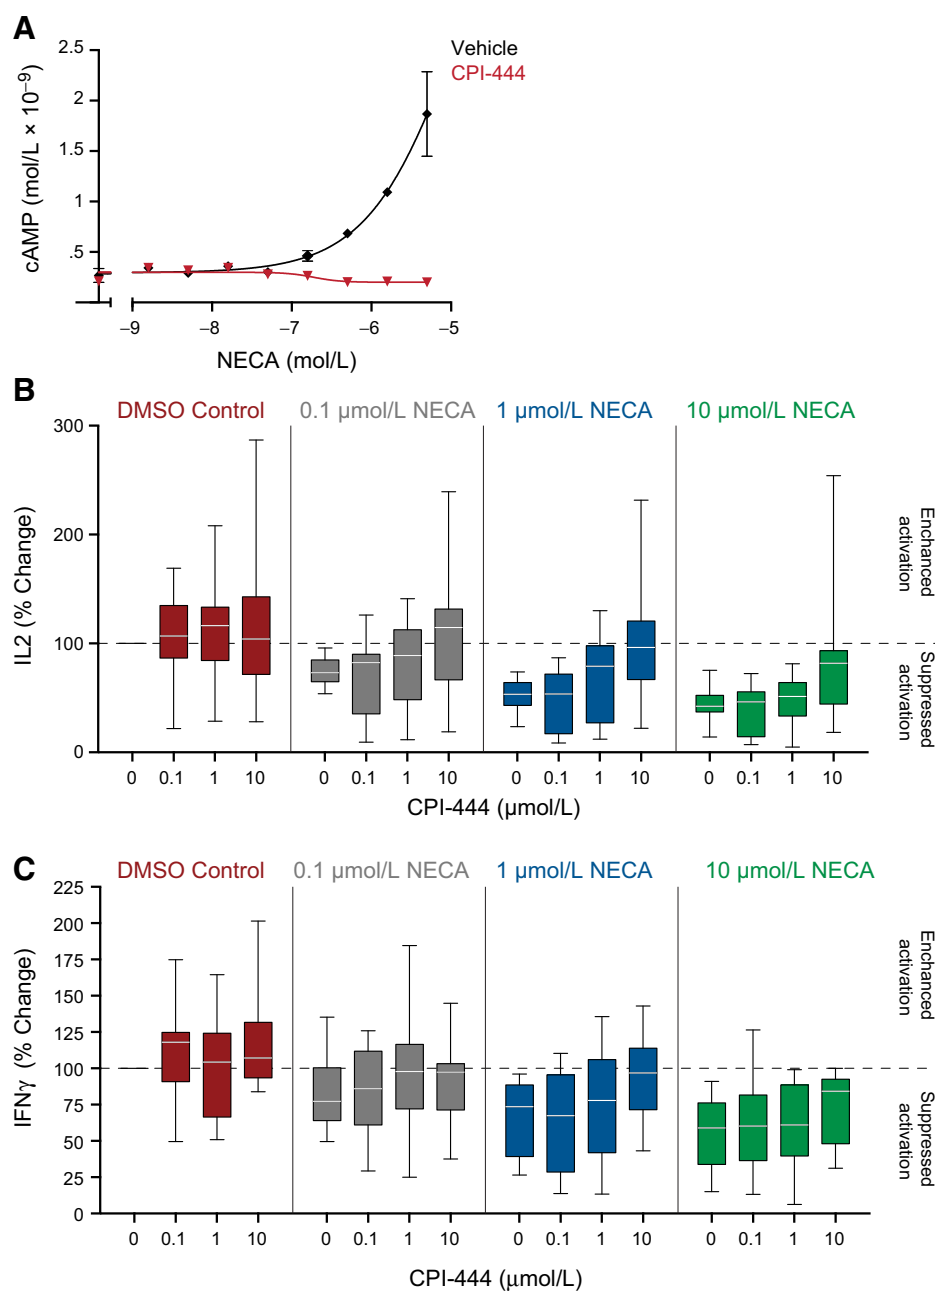 A
Vehicle
CPI-444
cAMP (mol/L × 10⁻⁹)
2.5
2
1.5
1
.5
–9
–8
–7
–6
–5
NECA (mol/L)
B
DMSO Control
0.1 µmol/L NECA
1 µmol/L NECA
10 µmol/L NECA
IL2 (% Change)
300
200
100
0
Enchanced
activation
Suppressed
activation
0 0.1 1 10 0 0.1 1 10 0 0.1 1 10 0 0.1 1 10
CPI-444 (µmol/L)
C
DMSO Control
0.1 µmol/L NECA
1 µmol/L NECA
10 µmol/L NECA
IFNγ (% Change)
225
200
175
150
125
100
75
50
25
0
Enchanced
activation
Suppressed
activation
0 0.1 1 10 0 0.1 1 10 0 0.1 1 10 0 0.1 1 10
CPI-444 (µmol/L)